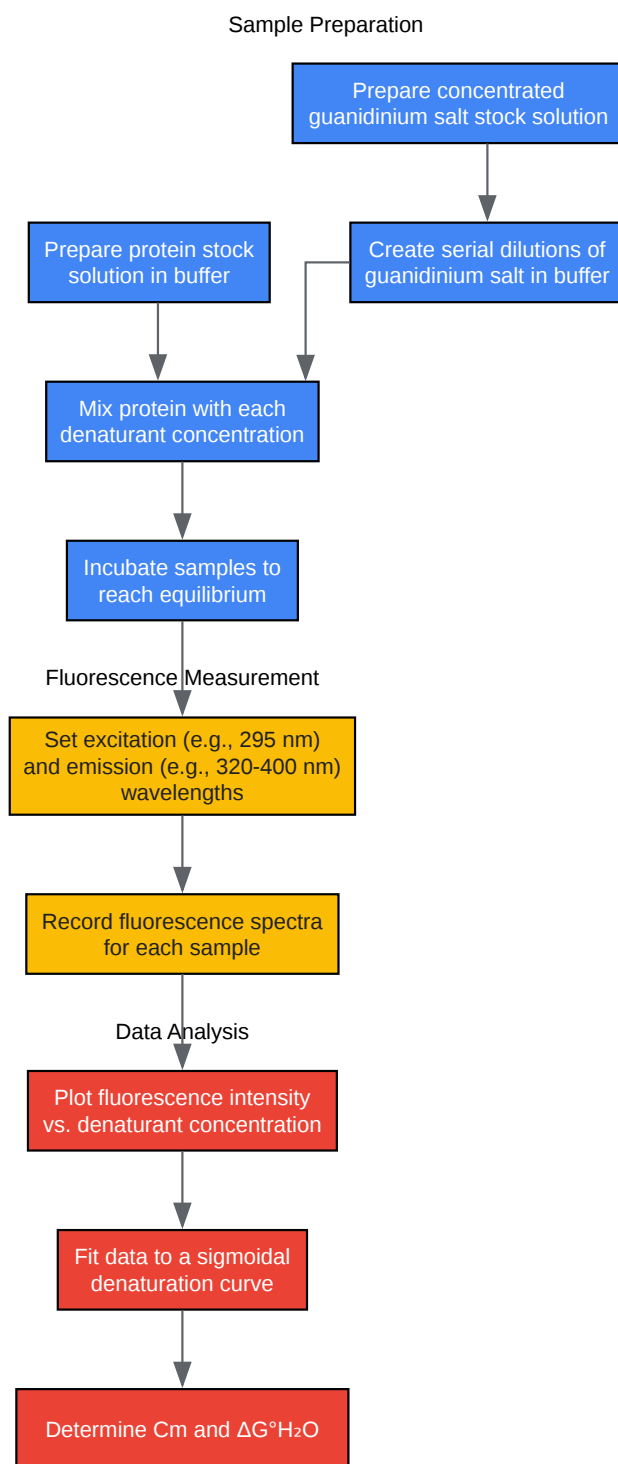 Sample Preparation
Prepare concentrated
guanidinium salt stock solution
Prepare protein stock
solution in buffer
Create serial dilutions of
guanidinium salt in buffer
Mix protein with each
denaturant concentration
Incubate samples to
reach equilibrium
Fluorescence Measurement
Set excitation (e.g., 295 nm)
and emission (e.g., 320-400 nm)
wavelengths
Record fluorescence spectra
for each sample
Data Analysis
Plot fluorescence intensity
vs. denaturant concentration
Fit data to a sigmoidal
denaturation curve
Determine Cm and ΔG°H₂O